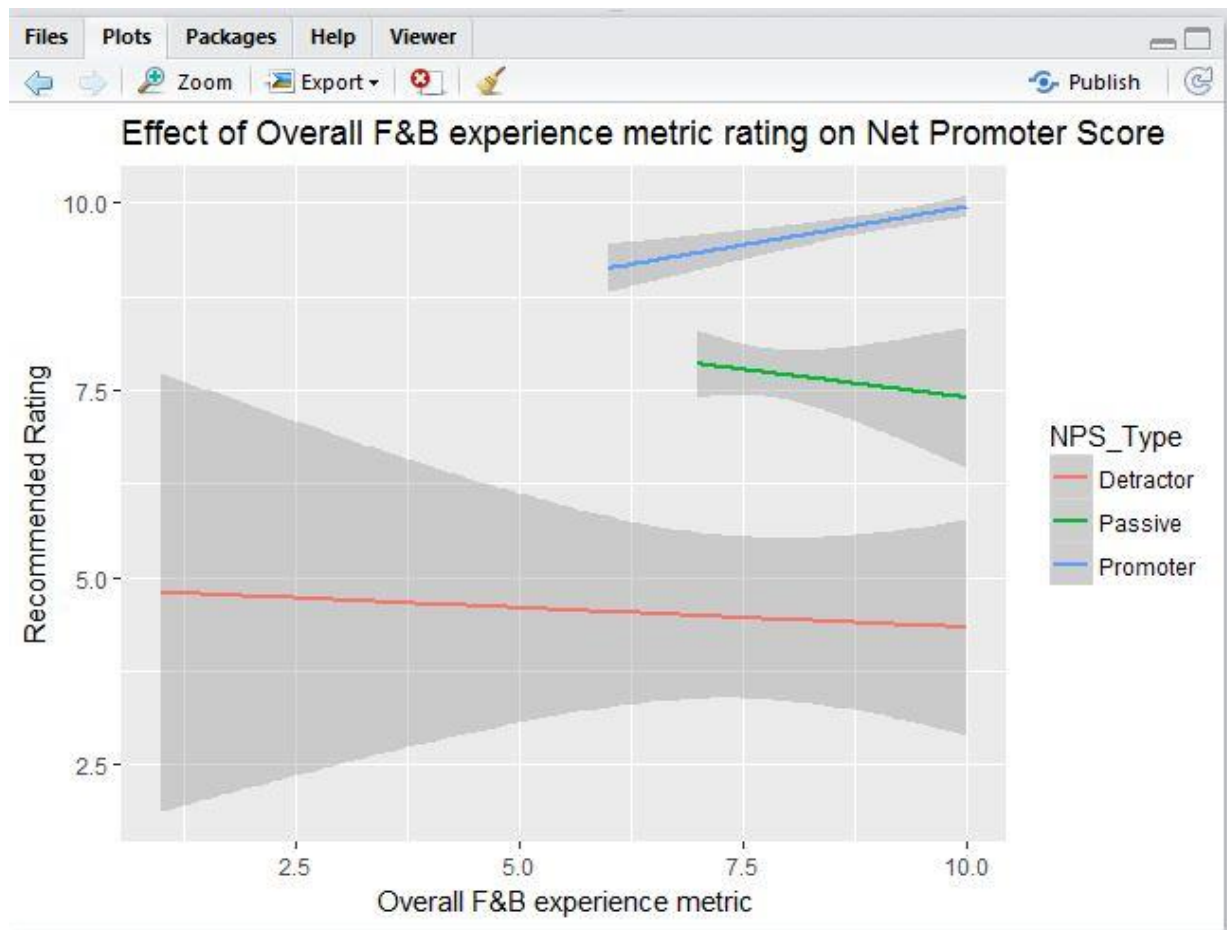 Files Plots Packages Help Viewer
Zoom Export Publish
Effect of Overall F&B experience metric rating on Net Promoter Score
10.0
7.5
5.0
2.5
Recommended Rating
2.5 5.0 7.5 10.0
Overall F&B experience metric
NPS_Type
Detractor
Passive
Promoter